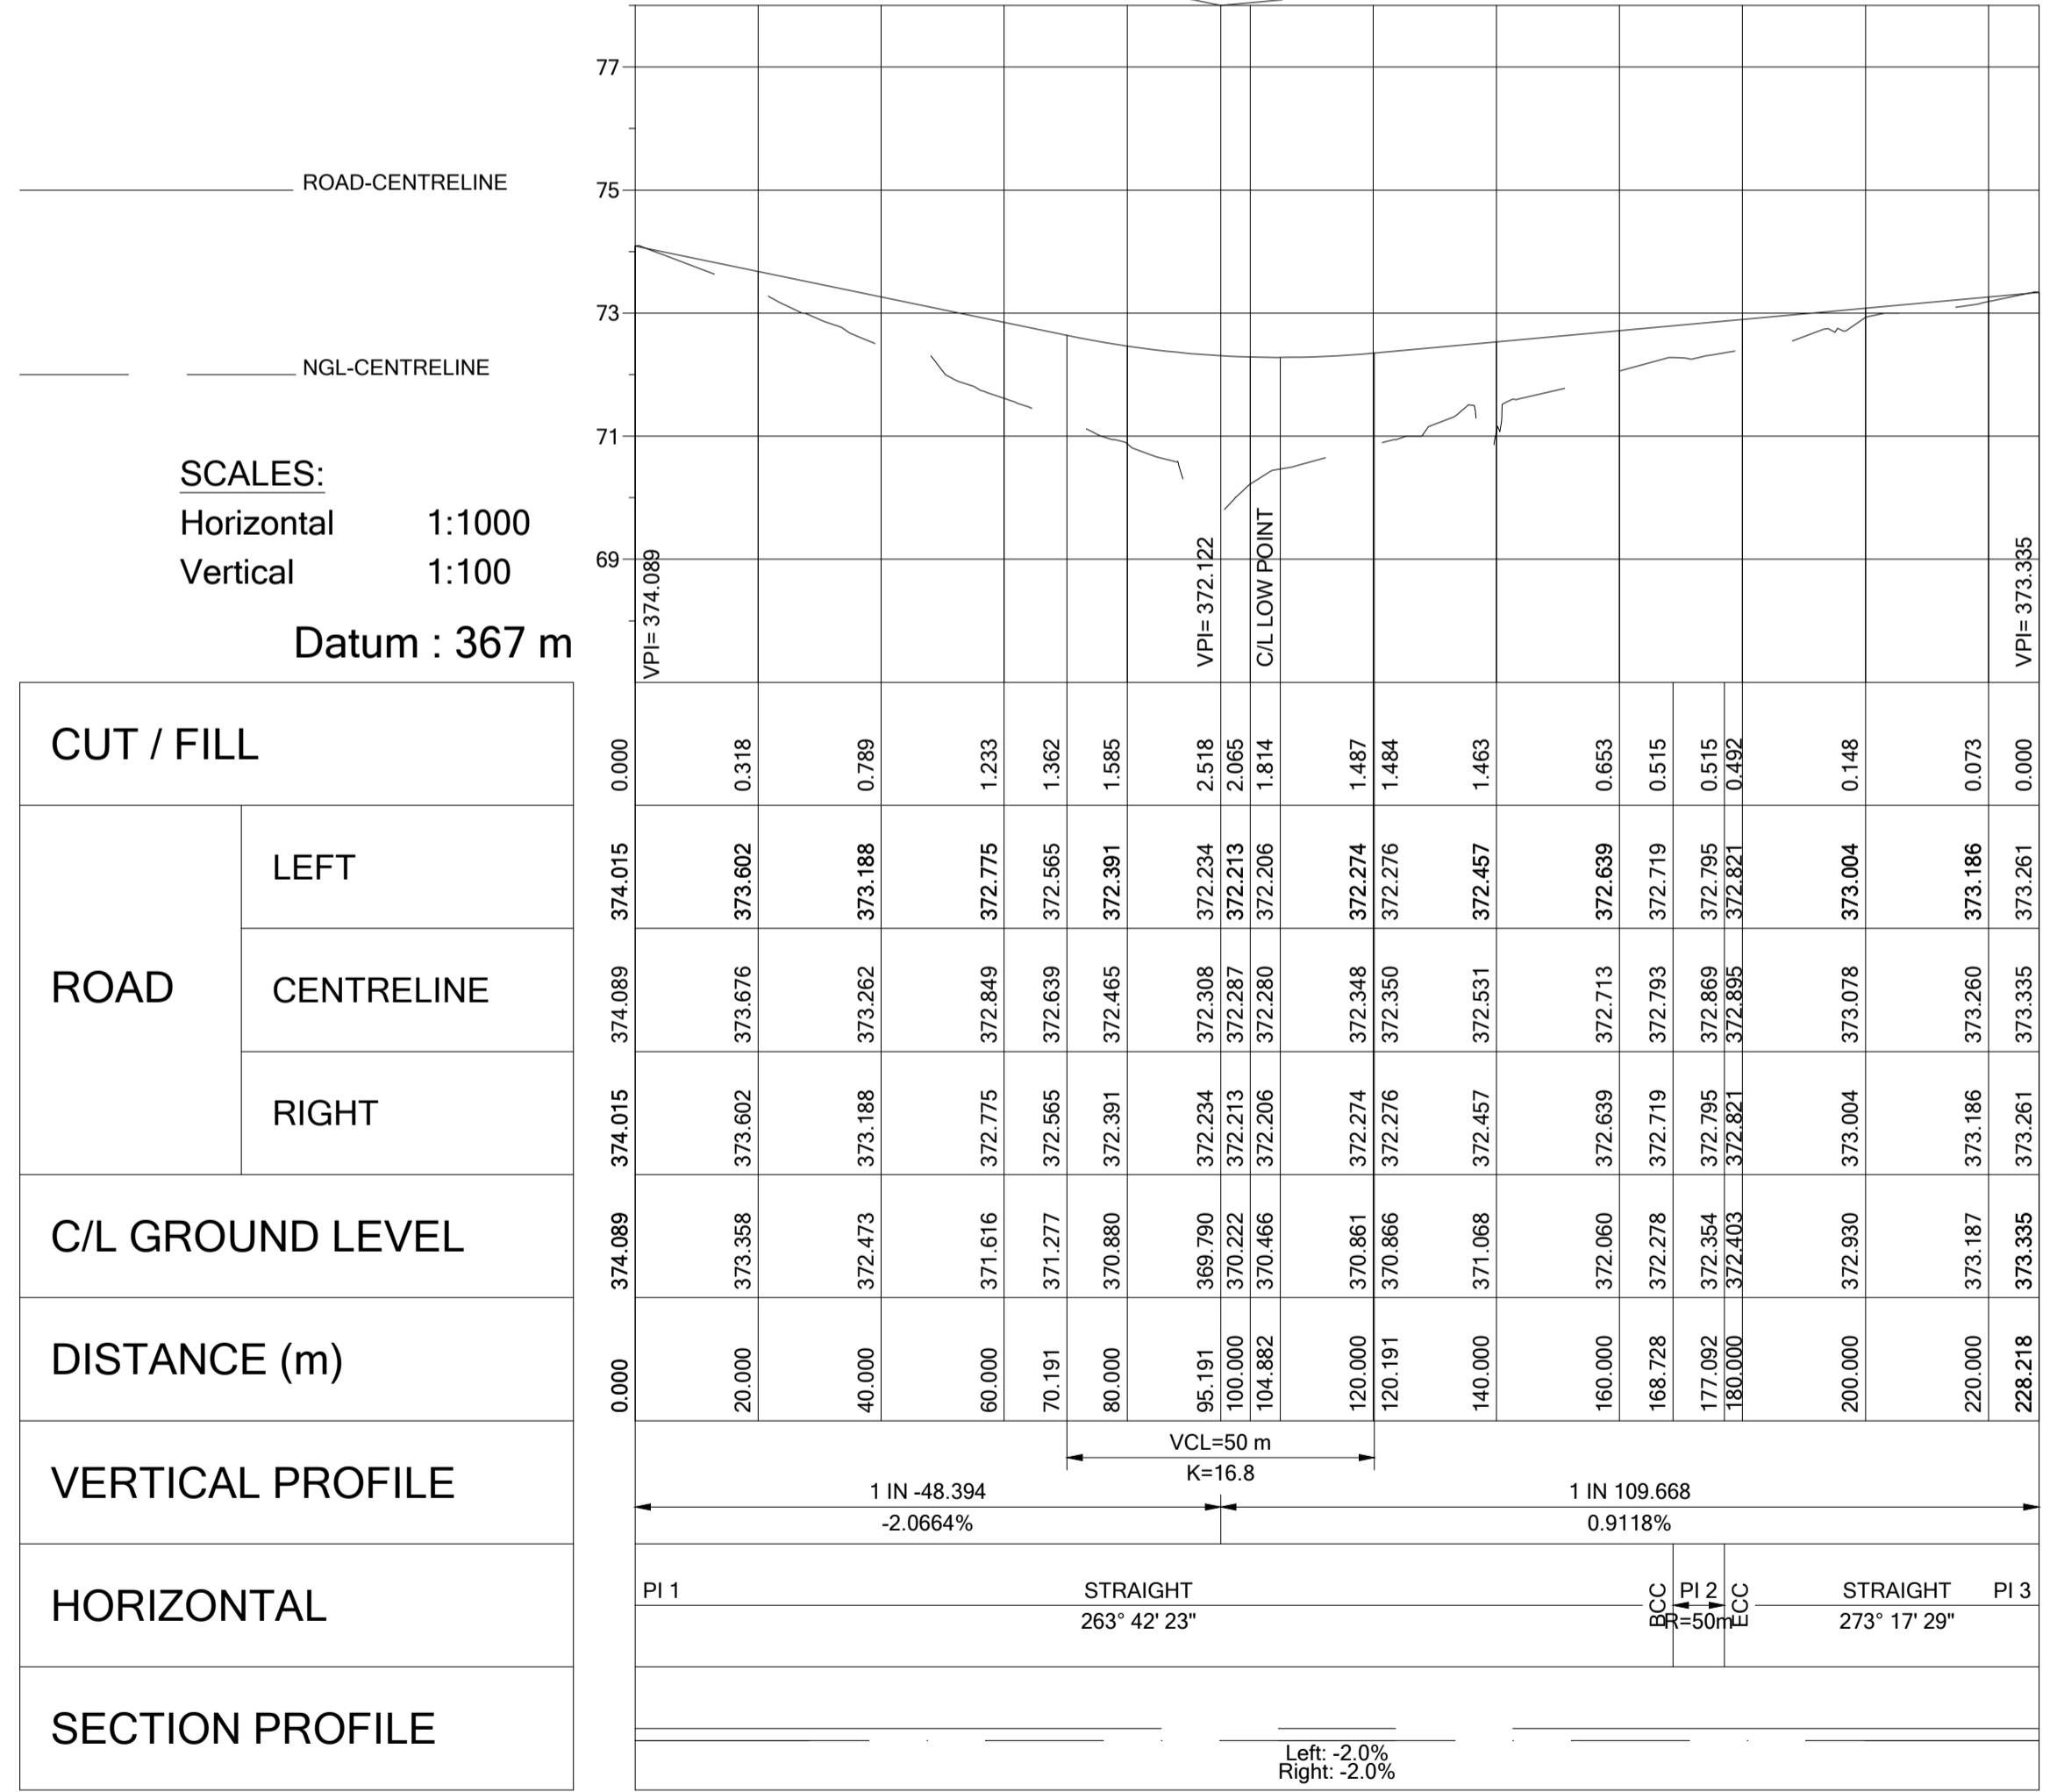 77
75
73
71
69
ROAD-CENTRELINE
NGL-CENTRELINE
SCALES:
Horizontal 1:1000
Vertical 1:100
Datum : 367 m
VPI= 374.089
VPI= 372.122
C/L LOW POINT
VPI= 373.335
CUT / FILL
0.000 0.318 0.789 1.233 1.362 1.585 2.518 2.065 1.814 1.487 1.484 1.463 0.653 0.515 0.515 0.492 0.148 0.073 0.000
ROAD
LEFT
374.015 373.602 373.188 372.775 372.565 372.391 372.234 372.213 372.206 372.274 372.276 372.457 372.639 372.719 372.795 372.821 373.004 373.186 373.261
CENTRELINE
374.089 373.676 373.262 372.849 372.639 372.465 372.308 372.287 372.280 372.348 372.350 372.531 372.713 372.793 372.869 372.895 373.078 373.260 373.335
RIGHT
374.015 373.602 373.188 372.775 372.565 372.391 372.234 372.213 372.206 372.274 372.276 372.457 372.639 372.719 372.795 372.821 373.004 373.186 373.261
C/L GROUND LEVEL
374.089 373.358 372.473 371.616 371.277 370.880 369.790 370.222 370.466 370.861 370.866 371.068 372.060 372.278 372.354 372.403 372.930 373.187 373.335
DISTANCE (m)
0.000 20.000 40.000 60.000 70.191 80.000 95.191 100.000 104.882 120.000 120.191 140.000 160.000 168.728 177.092 180.000 200.000 220.000 228.218
VERTICAL PROFILE
VCL=50 m
K=16.8
1 IN -48.394 1 IN 109.668
-2.0664% 0.9118%
HORIZONTAL
PI 1 STRAIGHT BCC PI 2 ECC STRAIGHT PI 3
263° 42' 23" R=50m 273° 17' 29"
SECTION PROFILE
Left: -2.0%
Right: -2.0%